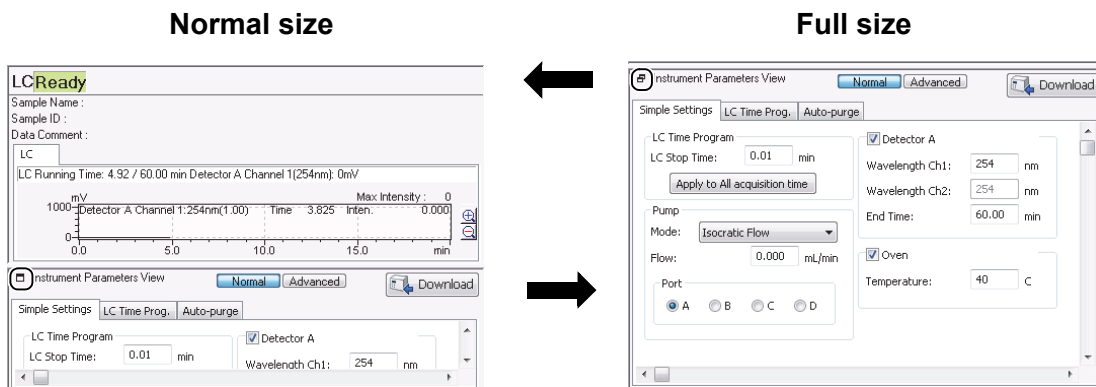 Normal size
Full size
LC Ready
Sample Name :
Sample ID :
Data Comment :
LC
LC Running Time: 4.92 / 60.00 min Detector A Channel 1(254nm): 0mV
mV
Max Intensity : 0
1000
Detector A Channel 1:254nm(1.00) Time 3.825 Inten. 0.000
0
0.0 5.0 10.0 15.0 min
nstrument Parameters View Normal Advanced Download
Simple Settings LC Time Prog. Auto-purge
LC Time Program
Detector A
LC Stop Time: 0.01 min
Wavelength Ch1: 254 nm
nstrument Parameters View Normal Advanced Download
Simple Settings LC Time Prog. Auto-purge
LC Time Program
LC Stop Time: 0.01 min
Apply to All acquisition time
Pump
Mode: Isocratic Flow
Flow: 0.000 mL/min
Port
A B C D
Detector A
Wavelength Ch1: 254 nm
Wavelength Ch2: 254 nm
End Time: 60.00 min
Oven
Temperature: 40 C